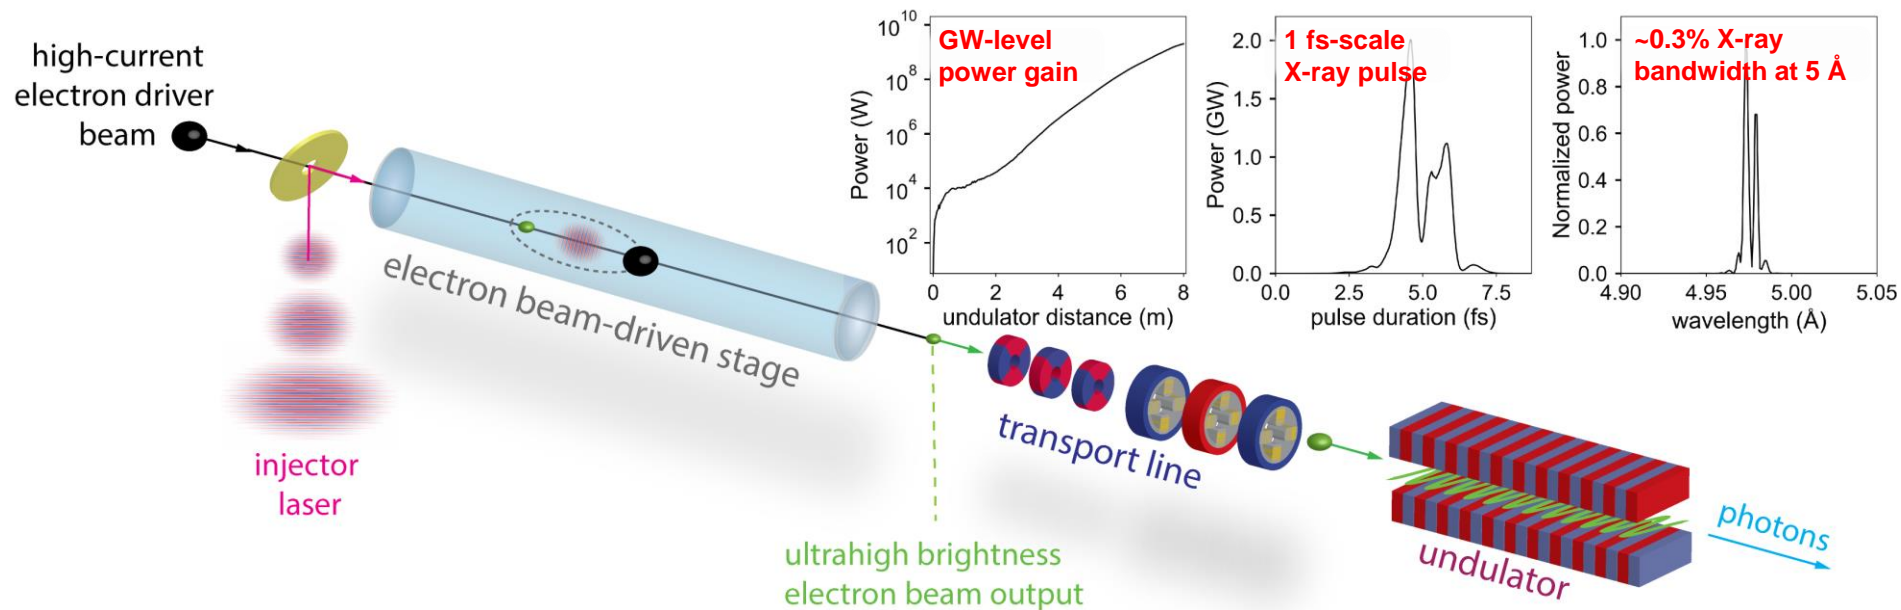 high-current
electron driver
beam
injector
laser
electron beam-driven stage
ultrahigh brightness
electron beam output
transport line
undulator
photons
GW-level
power gain
Power (W)
10^10
10^8
10^6
10^4
10^2
0 2 4 6 8
undulator distance (m)
1 fs-scale
X-ray pulse
Power (GW)
2.0
1.5
1.0
0.5
0.0
0.0 2.5 5.0 7.5
pulse duration (fs)
~0.3% X-ray
bandwidth at 5 Å
Normalized power
1.0
0.8
0.6
0.4
0.2
0.0
4.90 4.95 5.00 5.05
wavelength (Å)